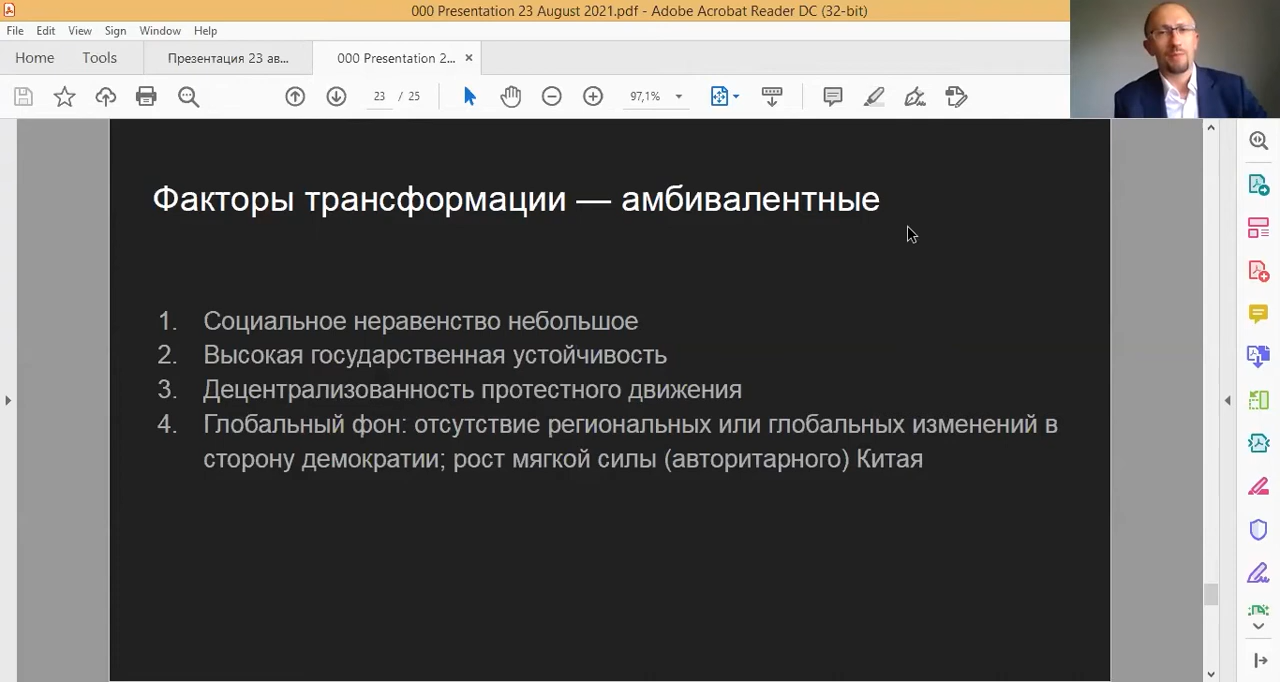 000 Presentation 23 August 2021.pdf - Adobe Acrobat Reader DC (32-bit)
File Edit View Sign Window Help
Home Tools Презентация 23 ав... 000 Presentation 2... ×
23 / 25 97,1%
Факторы трансформации — амбивалентные
1. Социальное неравенство небольшое
2. Высокая государственная устойчивость
3. Децентрализованность протестного движения
4. Глобальный фон: отсутствие региональных или глобальных изменений в
сторону демократии; рост мягкой силы (авторитарного) Китая